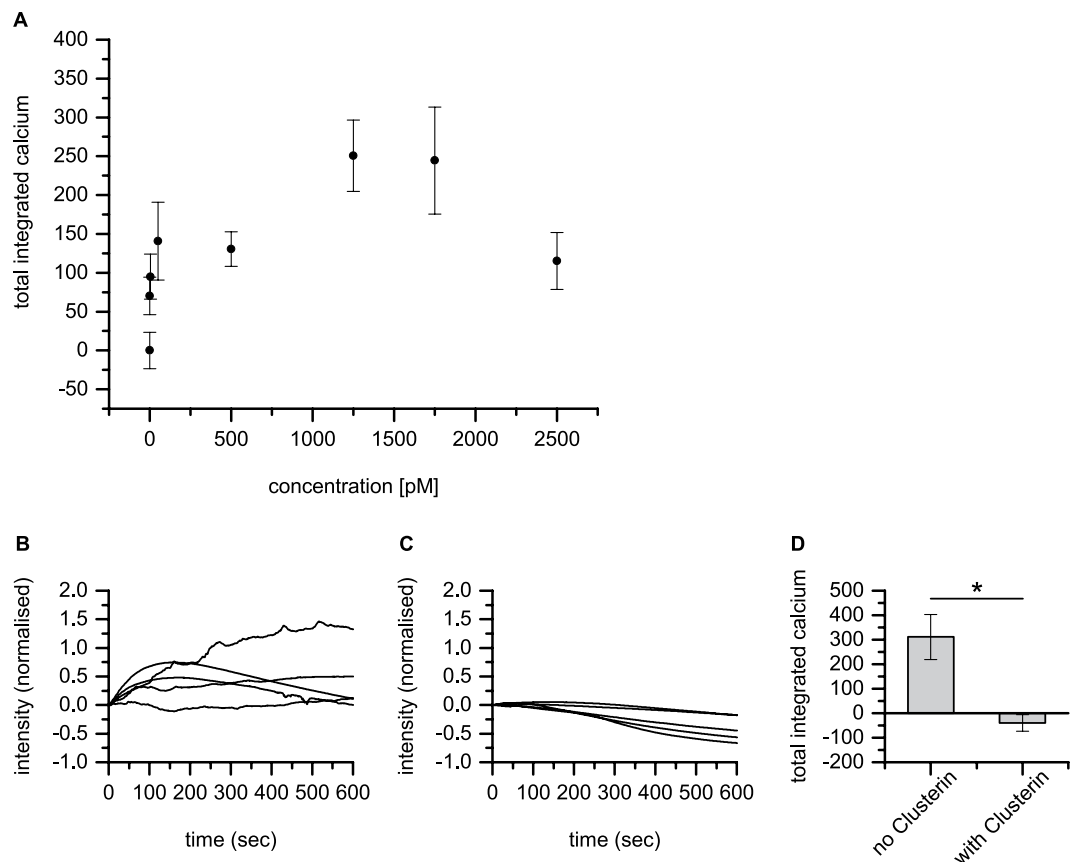 A
total integrated calcium
400
350
300
250
200
150
100
50
0
-50
0 500 1000 1500 2000 2500
concentration [pM]
B
intensity (normalised)
2.0
1.5
1.0
0.5
0.0
-0.5
-1.0
0 100 200 300 400 500 600
time (sec)
C
intensity (normalised)
2.0
1.5
1.0
0.5
0.0
-0.5
-1.0
0 100 200 300 400 500 600
time (sec)
D
total integrated calcium
500
400
300
200
100
0
-100
-200
*
no Clusterin
with Clusterin